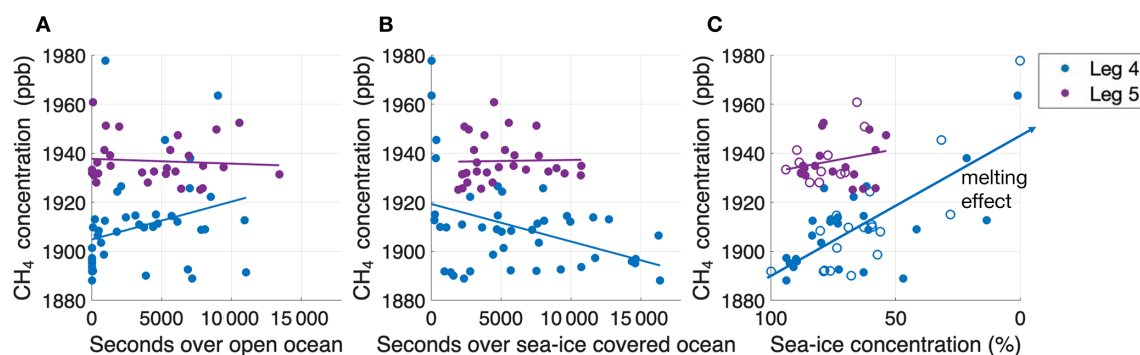 A
CH4 concentration (ppb)
1980
1960
1940
1920
1900
1880
0
5000
10 000
15 000
Seconds over open ocean
B
CH4 concentration (ppb)
1980
1960
1940
1920
1900
1880
0
5000
10 000
15 000
Seconds over sea-ice covered ocean
C
CH4 concentration (ppb)
1980
1960
1940
1920
1900
1880
100
50
0
Sea-ice concentration (%)
melting
effect
Leg 4
Leg 5